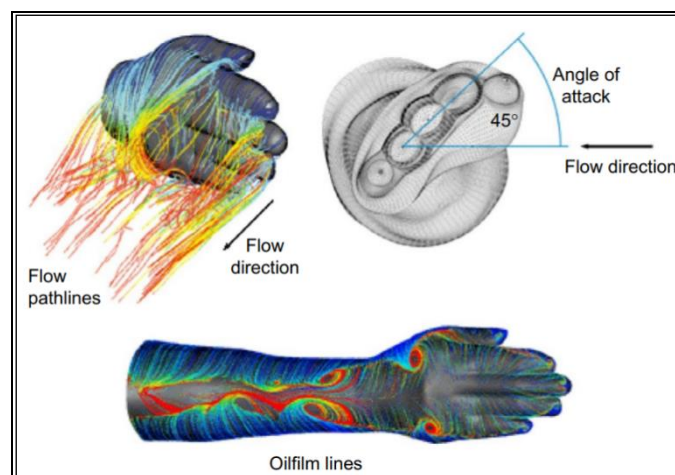 Angle of
attack
45°
Flow direction
Flow
direction
Flow
pathlines
Oilfilm lines